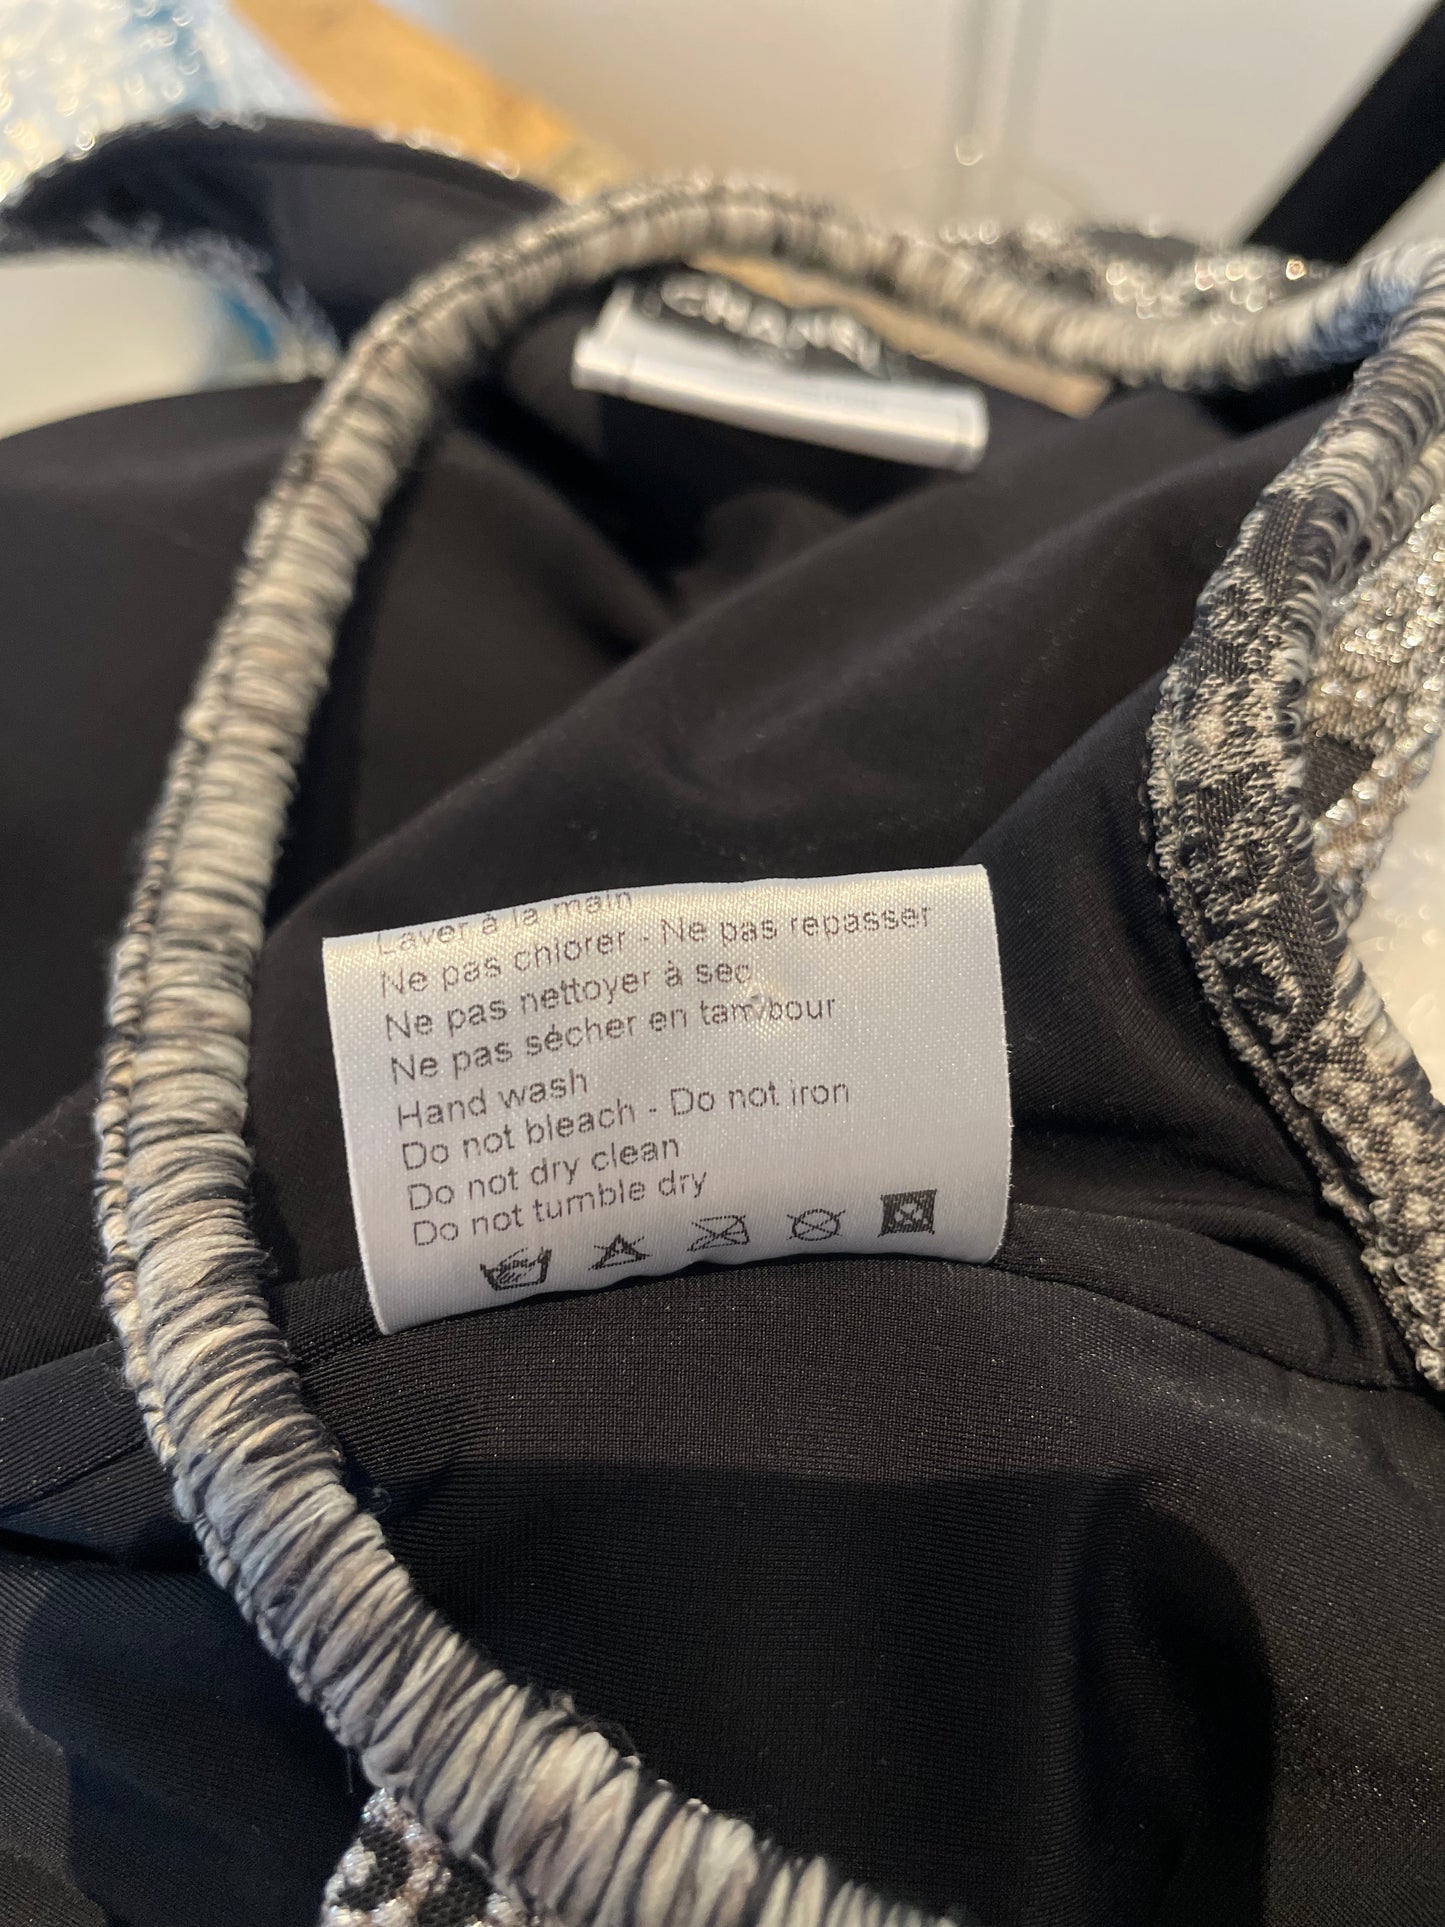 CHANEL
Laver à la main
Ne pas chlorer - Ne pas repasser
Ne pas nettoyer à sec
Ne pas sécher en tambour
Hand wash
Do not bleach - Do not iron
Do not dry clean
Do not tumble dry